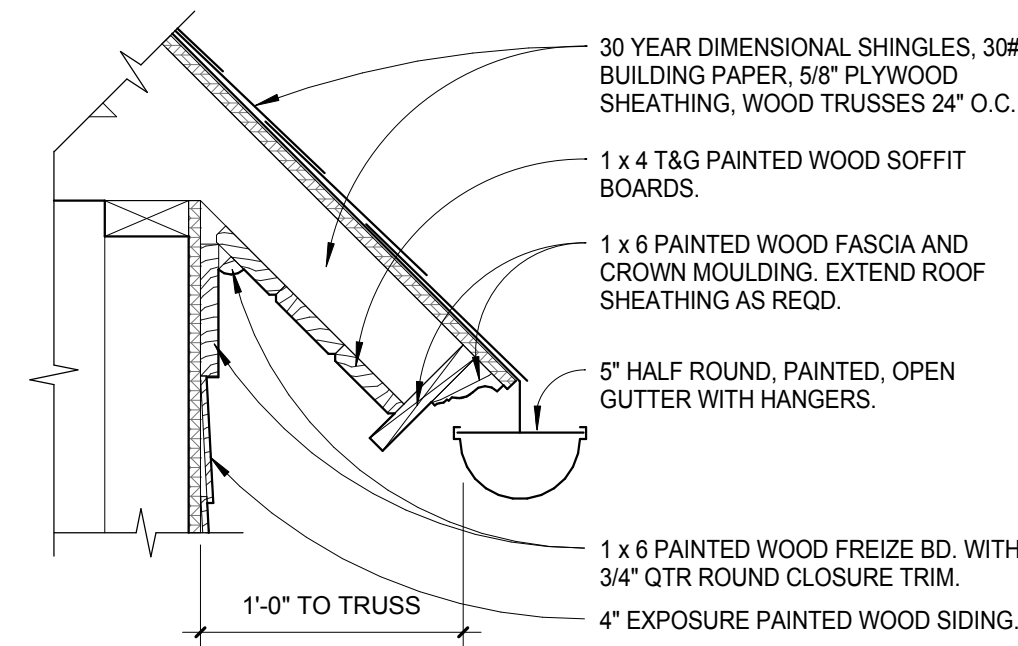 30 YEAR DIMENSIONAL SHINGLES, 30#
BUILDING PAPER, 5/8" PLYWOOD
SHEATHING, WOOD TRUSSES 24" O.C.
1 x 4 T&G PAINTED WOOD SOFFIT
BOARDS.
1 x 6 PAINTED WOOD FASCIA AND
CROWN MOULDING. EXTEND ROOF
SHEATHING AS REQD.
5" HALF ROUND, PAINTED, OPEN
GUTTER WITH HANGERS.
1 x 6 PAINTED WOOD FREIZE BD. WITH
3/4" QTR ROUND CLOSURE TRIM.
1'-0" TO TRUSS
4" EXPOSURE PAINTED WOOD SIDING.